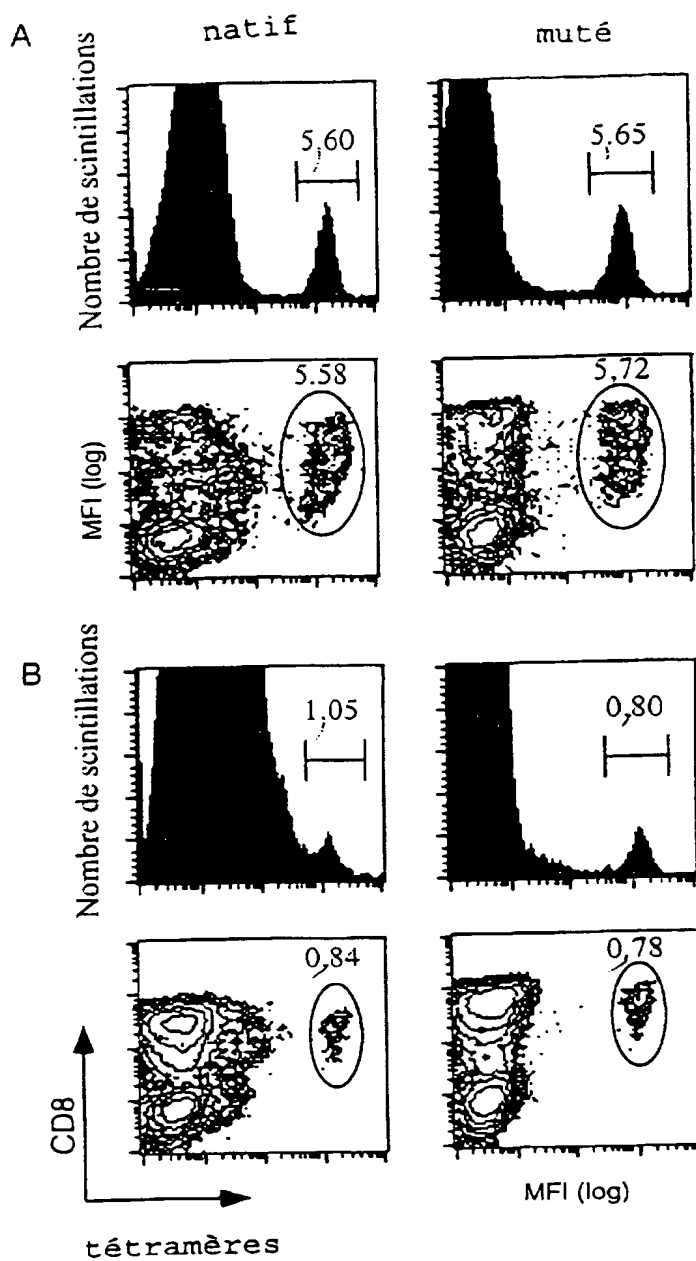 A
natif
muté
Nombre de scintillations
5,60
5,65
MFI (log)
5.58
5,72
B
Nombre de scintillations
1,05
0,80
CD8
0,84
0,78
MFI (log)
tétramères